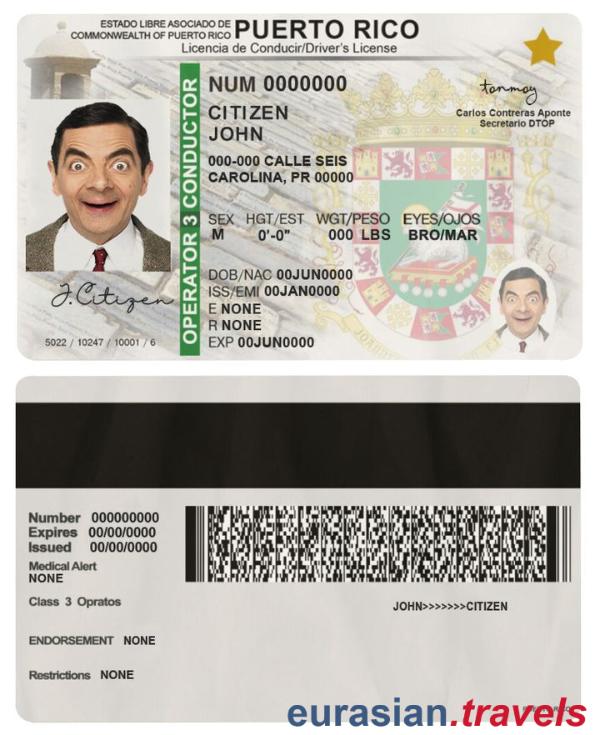 ESTADO LIBRE ASOCIADO DE
COMMONWEALTH OF PUERTO RICO
PUERTO RICO
Licencia de Conducir/Driver's License
OPERATOR 3 CONDUCTOR
NUM 0000000
CITIZEN
JOHN
000-000 CALLE SEIS
CAROLINA, PR 00000
SEX HGT/EST WGT/PESO EYES/OJOS
M 0'-0" 000 LBS BRO/MAR
DOB/NAC 00JUN0000
ISS/EMI 00JAN0000
E NONE
R NONE
EXP 00JUN0000
Carlos Contreras Aponte
Secretario DTOP
J.Citizen
5022 / 10247 / 10001 / 6
Number 000000000
Expires 00/00/0000
Issued 00/00/0000
Medical Alert
NONE
Class 3 Opratos
ENDORSEMENT NONE
Restrictions NONE
JOHN>>>>>>>CITIZEN
eurasian.travels